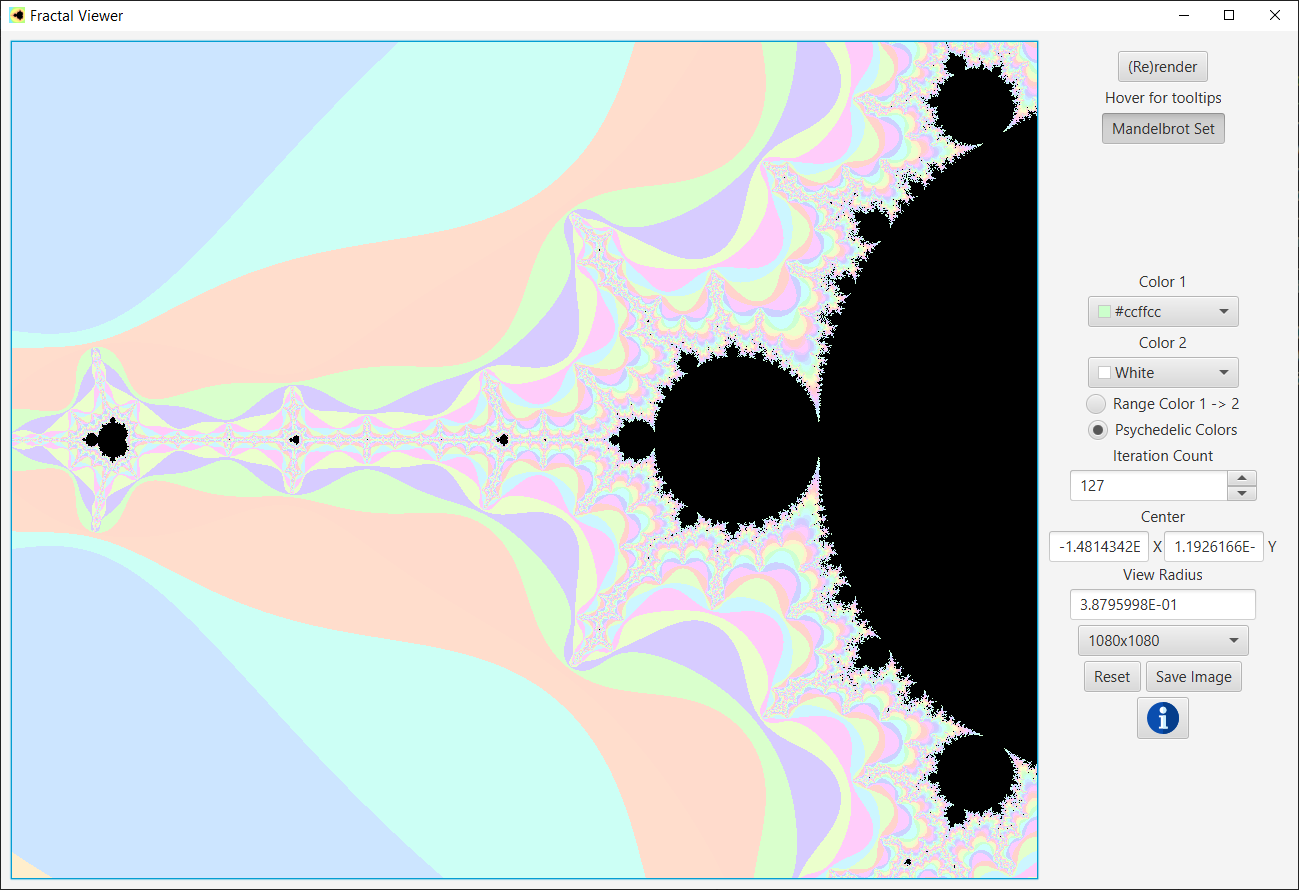 Fractal Viewer
(Re)render
Hover for tooltips
Mandelbrot Set
Color 1
#ccffcc
Color 2
White
Range Color 1 -> 2
Psychedelic Colors
Iteration Count
127
Center
-1.4814342E X 1.1926166E- Y
View Radius
3.8795998E-01
1080x1080
Reset Save Image
i